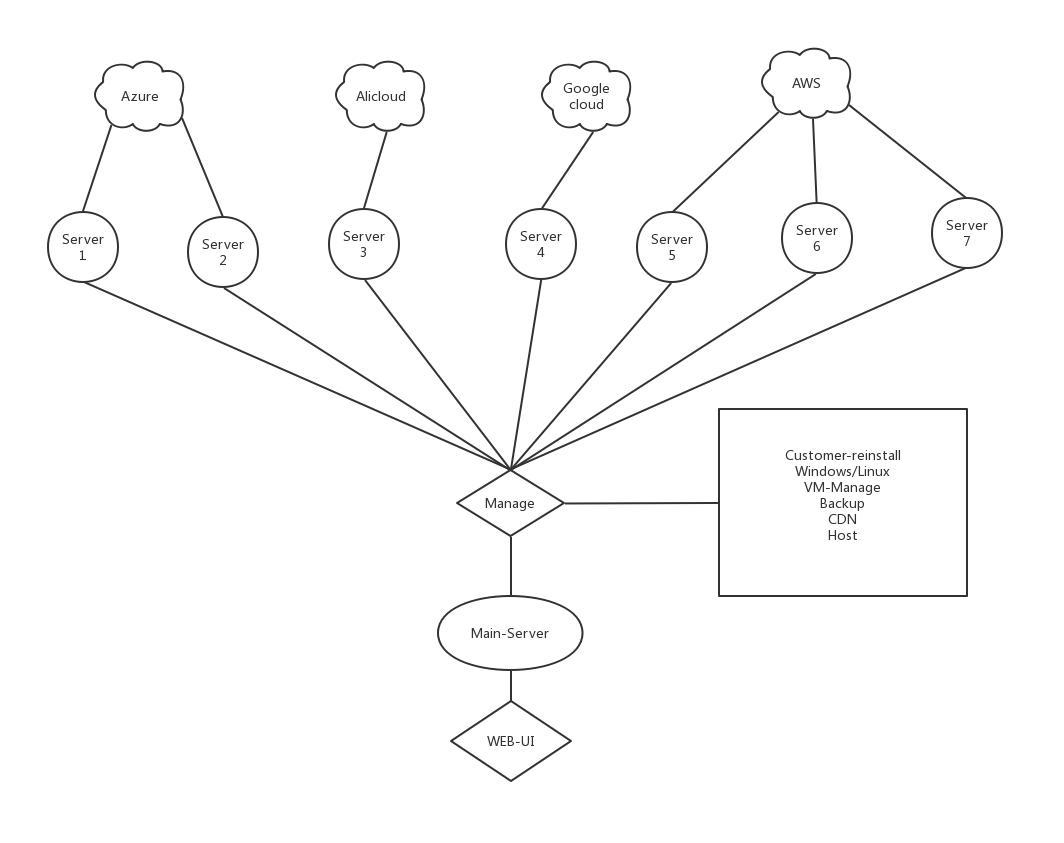 Azure
Alicloud
Google
cloud
AWS
Server
1
Server
2
Server
3
Server
4
Server
5
Server
6
Server
7
Customer-reinstall
Windows/Linux
VM-Manage
Backup
CDN
Host
Manage
Main-Server
WEB-UI